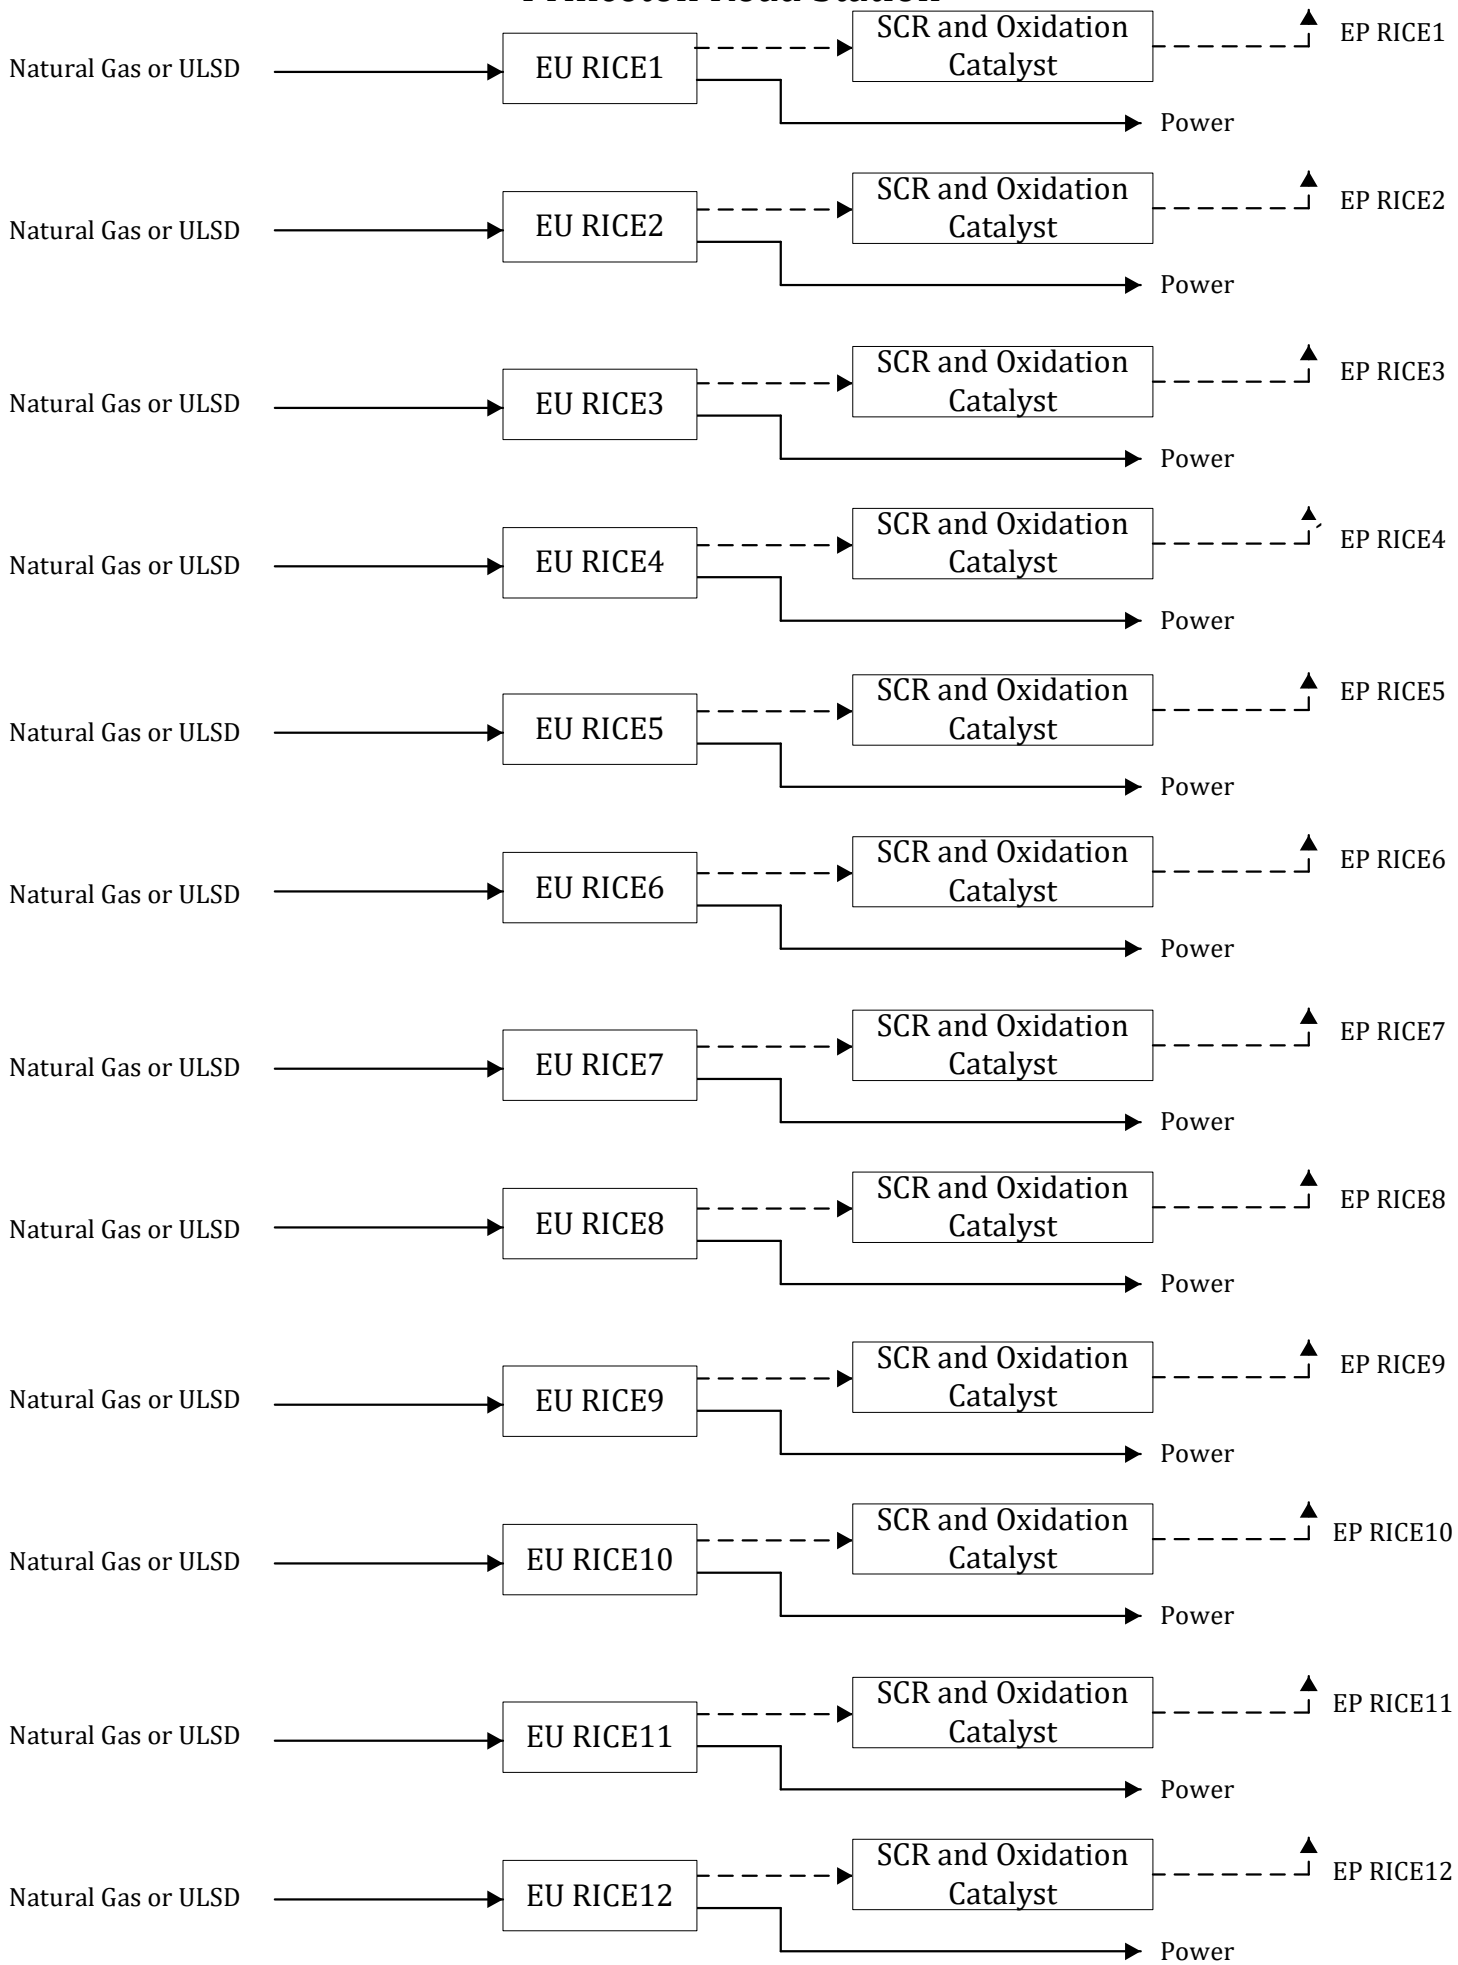 Princeton Road Station
SCR and Oxidation
Catalyst
EP RICE1
Natural Gas or ULSD
EU RICE1
Power
SCR and Oxidation
Catalyst
EP RICE2
Natural Gas or ULSD
EU RICE2
Power
SCR and Oxidation
Catalyst
EP RICE3
Natural Gas or ULSD
EU RICE3
Power
SCR and Oxidation
Catalyst
EP RICE4
Natural Gas or ULSD
EU RICE4
Power
SCR and Oxidation
Catalyst
EP RICE5
Natural Gas or ULSD
EU RICE5
Power
SCR and Oxidation
Catalyst
EP RICE6
Natural Gas or ULSD
EU RICE6
Power
SCR and Oxidation
Catalyst
EP RICE7
Natural Gas or ULSD
EU RICE7
Power
SCR and Oxidation
Catalyst
EP RICE8
Natural Gas or ULSD
EU RICE8
Power
SCR and Oxidation
Catalyst
EP RICE9
Natural Gas or ULSD
EU RICE9
Power
SCR and Oxidation
Catalyst
EP RICE10
Natural Gas or ULSD
EU RICE10
Power
SCR and Oxidation
Catalyst
EP RICE11
Natural Gas or ULSD
EU RICE11
Power
SCR and Oxidation
Catalyst
EP RICE12
Natural Gas or ULSD
EU RICE12
Power